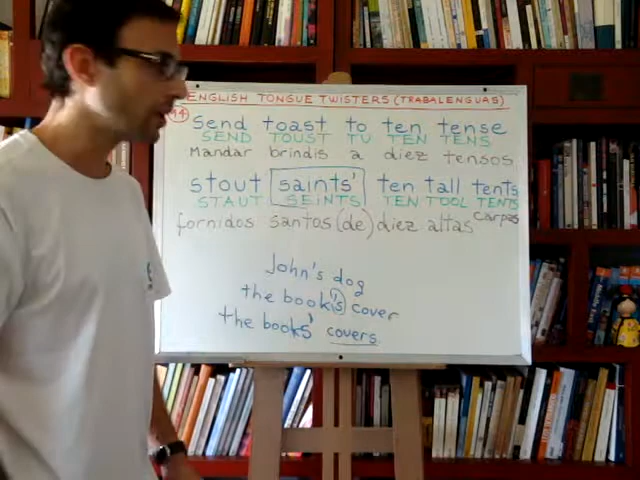 ENGLISH TONGUE TWISTERS (TRABALENGUAS)
14 Send toast to ten tense
SEND TOUST TU TEN TENS
Mandar brindis a diez tensos
stout saints' ten tall tents
STAUT SEINTS TEN TOOL TENTS
fornidos santos (de) diez altas carpas
John's dog
the book's cover
the books' covers